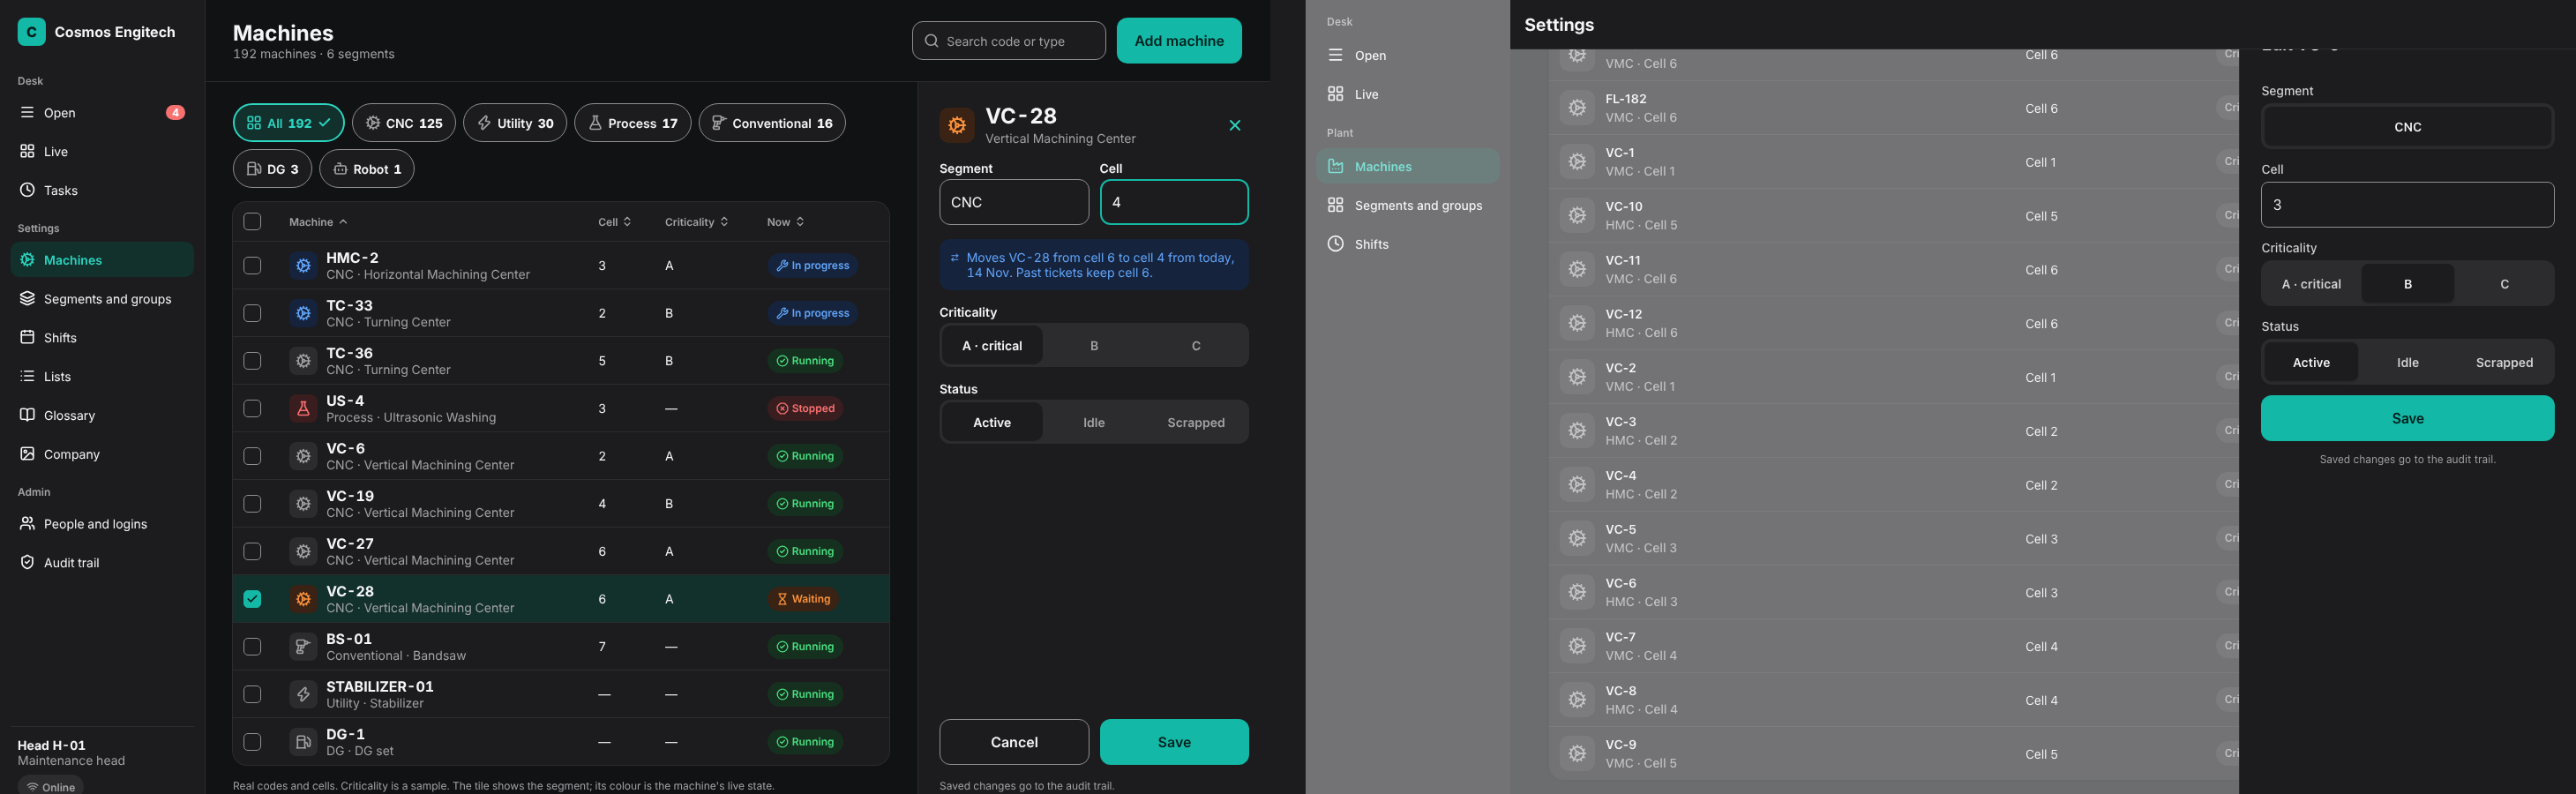 C Cosmos Engitech
Desk
Open 4
Live
Tasks
Settings
Machines
Segments and groups
Shifts
Lists
Glossary
Company
Admin
People and logins
Audit trail
Head H-01
Maintenance head
Online
Machines
192 machines · 6 segments
Search code or type
Add machine
All 192
CNC 125
Utility 30
Process 17
Conventional 16
DG 3
Robot 1
Machine Cell Criticality Now
HMC-2
CNC · Horizontal Machining Center
3 A In progress
TC-33
CNC · Turning Center
2 B In progress
TC-36
CNC · Turning Center
5 B Running
US-4
Process · Ultrasonic Washing
3 — Stopped
VC-6
CNC · Vertical Machining Center
2 A Running
VC-19
CNC · Vertical Machining Center
4 B Running
VC-27
CNC · Vertical Machining Center
6 A Running
VC-28
CNC · Vertical Machining Center
6 A Waiting
BS-01
Conventional · Bandsaw
7 — Running
STABILIZER-01
Utility · Stabilizer
— — Running
DG-1
DG · DG set
— — Running
Real codes and cells. Criticality is a sample. The tile shows the segment; its colour is the machine's live state.
VC-28
Vertical Machining Center
Segment Cell
CNC 4
Moves VC-28 from cell 6 to cell 4 from today,
14 Nov. Past tickets keep cell 6.
Criticality
A · critical B C
Status
Active Idle Scrapped
Cancel Save
Saved changes go to the audit trail.
Desk
Open
Live
Plant
Machines
Segments and groups
Shifts
Settings
VMC · Cell 6 Cell 6
FL-182
VMC · Cell 6 Cell 6 Cri
VC-1
VMC · Cell 1 Cell 1 Cri
VC-10
HMC · Cell 5 Cell 5 Cri
VC-11
VMC · Cell 6 Cell 6 Cri
VC-12
HMC · Cell 6 Cell 6 Cri
VC-2
VMC · Cell 1 Cell 1 Cri
VC-3
HMC · Cell 2 Cell 2 Cri
VC-4
HMC · Cell 2 Cell 2 Cri
VC-5
VMC · Cell 3 Cell 3 Cri
VC-6
HMC · Cell 3 Cell 3 Cri
VC-7
VMC · Cell 4 Cell 4 Cri
VC-8
HMC · Cell 4 Cell 4 Cri
VC-9
VMC · Cell 5 Cell 5 Cri
Segment
CNC
Cell
3
Criticality
A · critical B C
Status
Active Idle Scrapped
Save
Saved changes go to the audit trail.